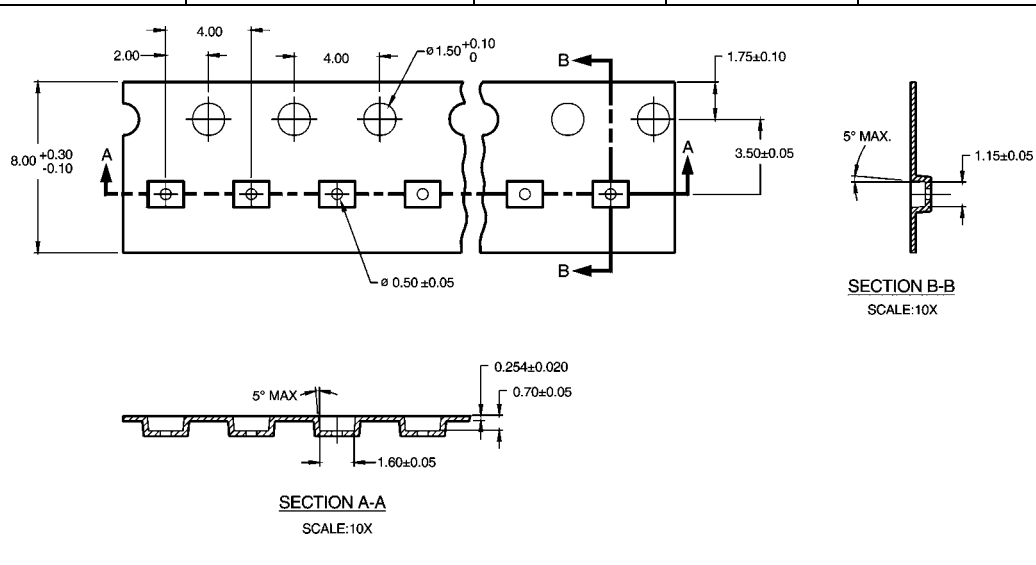 4.00
2.00
4.00
ø1.50 +0.10
0
B
1.75±0.10
8.00 +0.30
-0.10
A
A
3.50±0.05
5° MAX.
1.15±0.05
B
ø 0.50 ±0.05
SECTION B-B
SCALE:10X
0.254±0.020
5° MAX
0.70±0.05
1.60±0.05
SECTION A-A
SCALE:10X